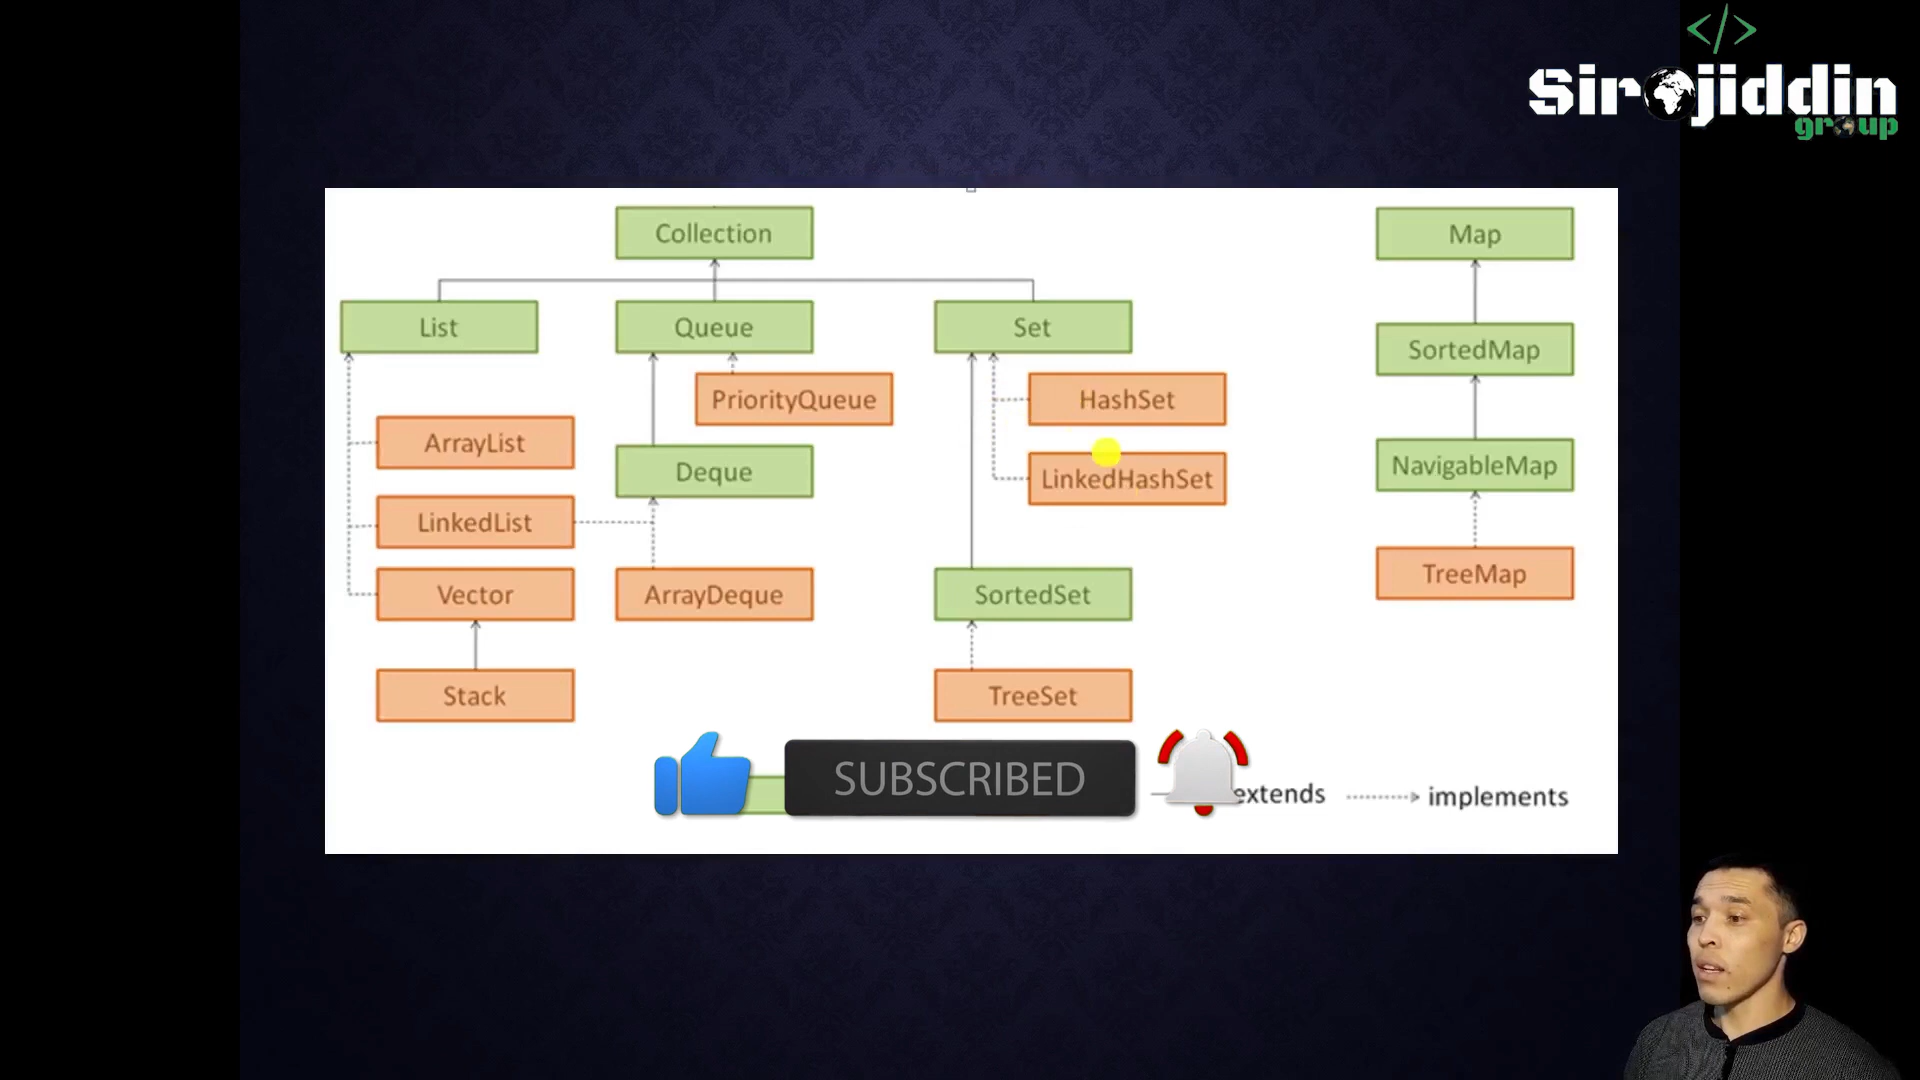 </>
Sirojiddin
group
Collection
Map
List
Queue
Set
SortedMap
PriorityQueue
HashSet
ArrayList
Deque
LinkedHashSet
NavigableMap
LinkedList
Vector
ArrayDeque
SortedSet
TreeMap
Stack
TreeSet
SUBSCRIBED
extends
implements